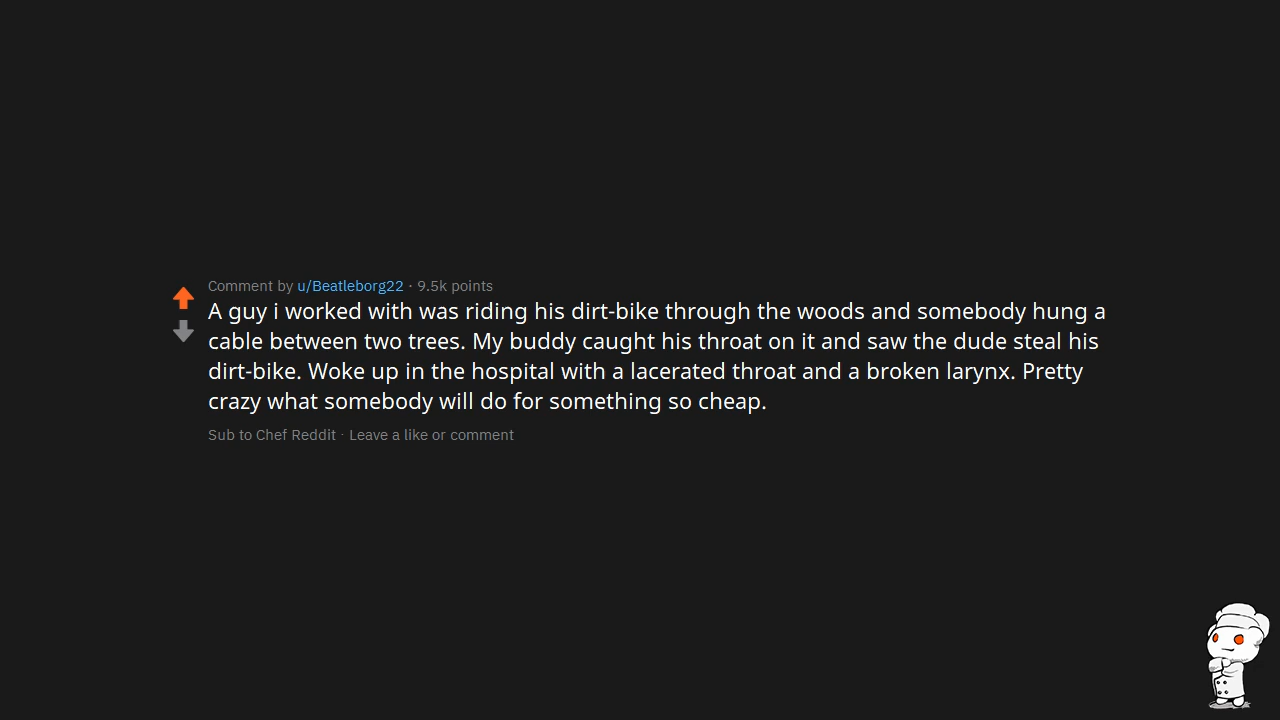 Comment by u/Beatleborg22 · 9.5k points
A guy i worked with was riding his dirt-bike through the woods and somebody hung a
cable between two trees. My buddy caught his throat on it and saw the dude steal his
dirt-bike. Woke up in the hospital with a lacerated throat and a broken larynx. Pretty
crazy what somebody will do for something so cheap.
Sub to Chef Reddit · Leave a like or comment